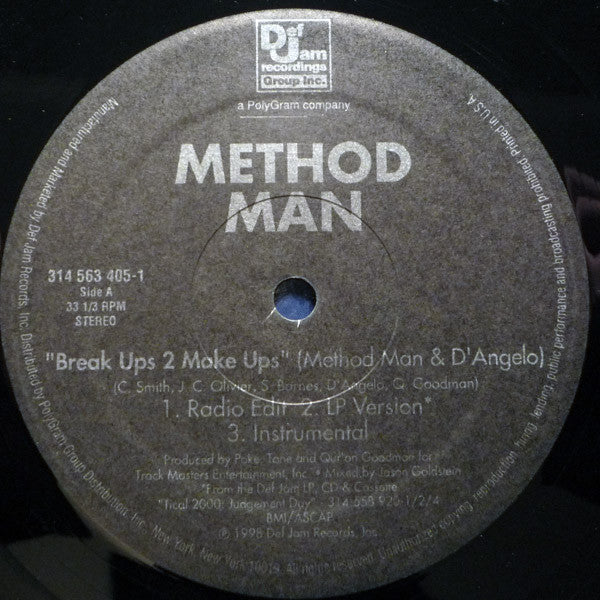 Def
Jam
recordings
Group Inc.
a PolyGram company
METHOD
MAN
314 563 405-1
Side A
33 1/3 RPM
STEREO
"Break Ups 2 Make Ups" (Method Man & D'Angelo)
(C. Smith, J. C. Olivier, S. Barnes, D'Angelo, Q. Goodman)
1. Radio Edit 2. LP Version*
3. Instrumental
Produced by Poke, Tone and Qur'an Goodman for
Track Masters Entertainment, Inc. * Mixed by Jason Goldstein
*From the Def Jam LP, CD & Cassette
"Tical 2000: Judgement Day" 314 558 920-1/2/4
BMI/ASCAP
℗ 1998 Def Jam Records, Inc.
Manufactured and Marketed by Def Jam Records, Inc. Distributed by PolyGram Group Distribution, Inc., New York, New York 10019. All rights reserved. Unauthorized copying, reproduction, hiring, lending, public performance and broadcasting prohibited. Printed in U.S.A.